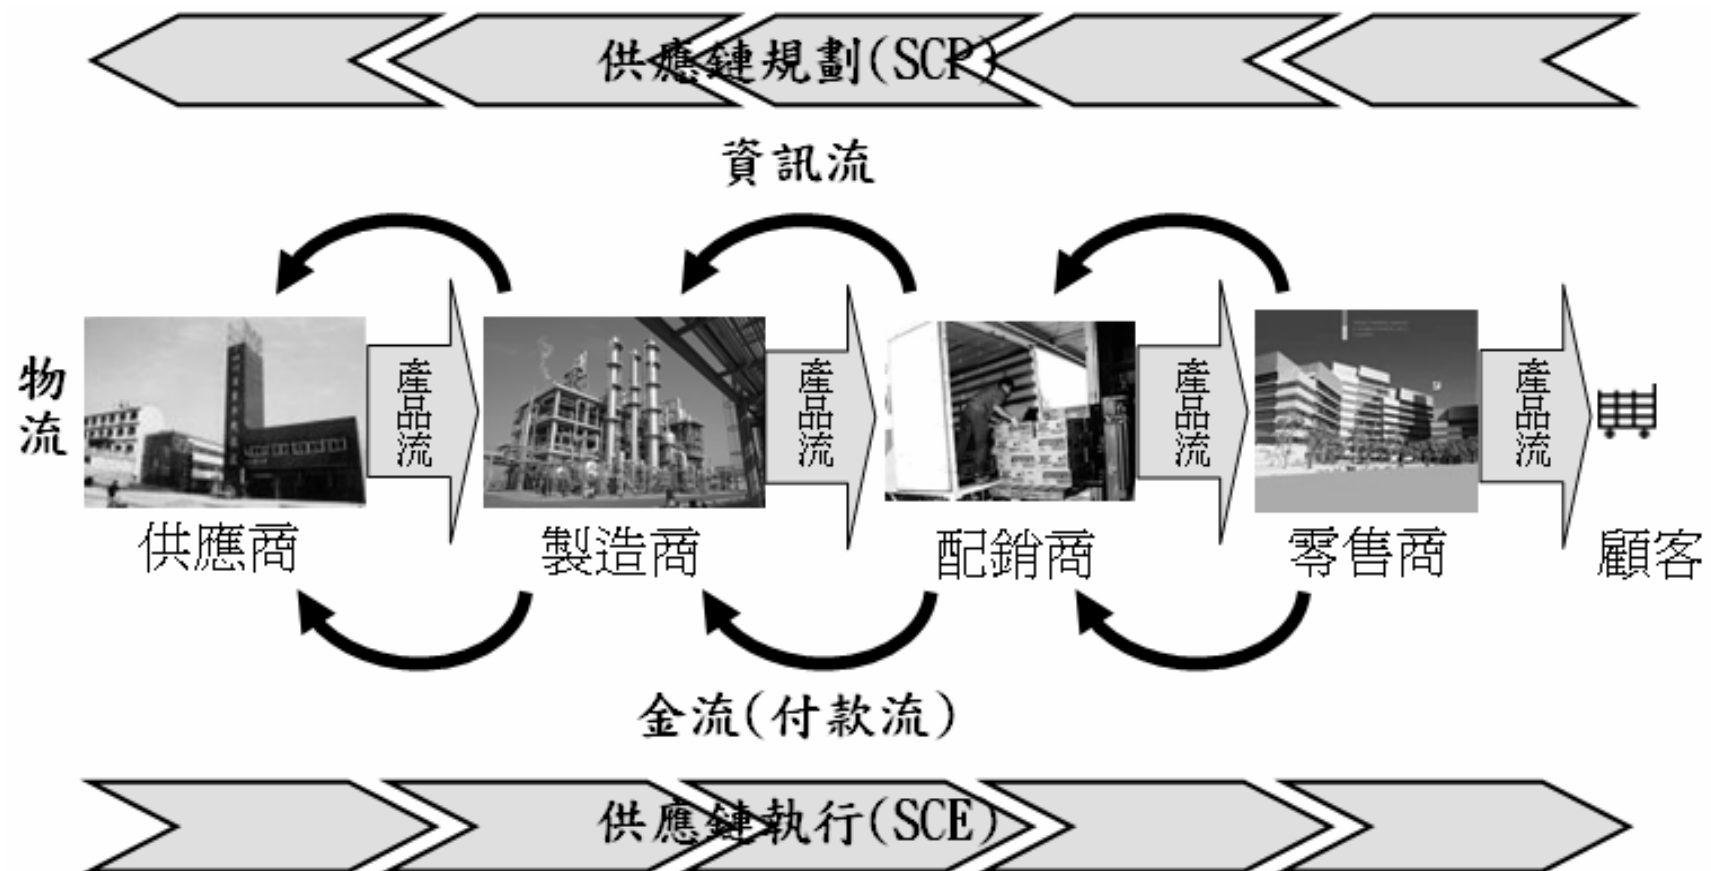 供應鏈規劃(SCP)
資訊流
物流
產品流
產品流
產品流
產品流
供應商
製造商
配銷商
零售商
顧客
金流(付款流)
供應鏈執行(SCE)